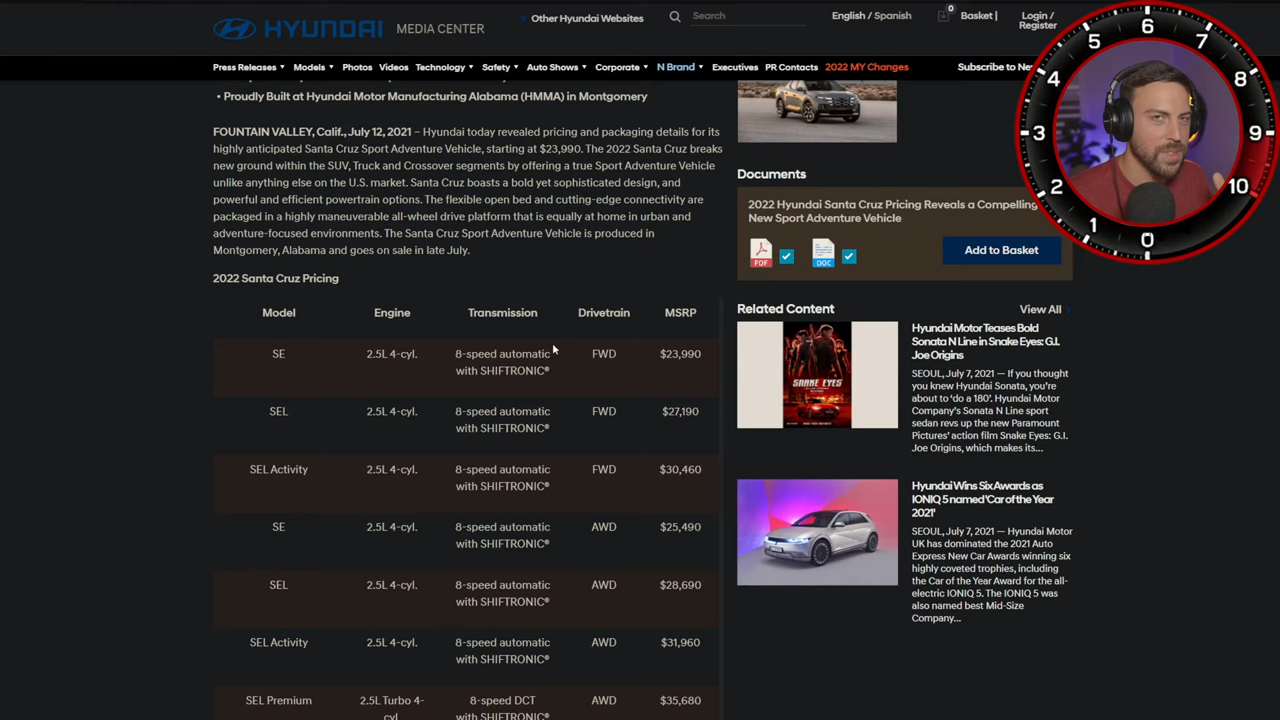 HYUNDAI MEDIA CENTER
Other Hyundai Websites
Search
English / Spanish
0
Basket |
Login /
Register
Press Releases
Models
Photos
Videos
Technology
Safety
Auto Shows
Corporate
N Brand
Executives
PR Contacts
2022 MY Changes
Subscribe to Ne
• Proudly Built at Hyundai Motor Manufacturing Alabama (HMMA) in Montgomery
FOUNTAIN VALLEY, Calif., July 12, 2021 – Hyundai today revealed pricing and packaging details for its
highly anticipated Santa Cruz Sport Adventure Vehicle, starting at $23,990. The 2022 Santa Cruz breaks
new ground within the SUV, Truck and Crossover segments by offering a true Sport Adventure Vehicle
unlike anything else on the U.S. market. Santa Cruz boasts a bold yet sophisticated design, and
powerful and efficient powertrain options. The flexible open bed and cutting-edge connectivity are
packaged in a highly maneuverable all-wheel drive platform that is equally at home in urban and
adventure-focused environments. The Santa Cruz Sport Adventure Vehicle is produced in
Montgomery, Alabama and goes on sale in late July.
2022 Santa Cruz Pricing
Model Engine Transmission Drivetrain MSRP
SE 2.5L 4-cyl. 8-speed automatic FWD $23,990
with SHIFTRONIC®
SEL 2.5L 4-cyl. 8-speed automatic FWD $27,190
with SHIFTRONIC®
SEL Activity 2.5L 4-cyl. 8-speed automatic FWD $30,460
with SHIFTRONIC®
SE 2.5L 4-cyl. 8-speed automatic AWD $25,490
with SHIFTRONIC®
SEL 2.5L 4-cyl. 8-speed automatic AWD $28,690
with SHIFTRONIC®
SEL Activity 2.5L 4-cyl. 8-speed automatic AWD $31,960
with SHIFTRONIC®
SEL Premium 2.5L Turbo 4- 8-speed DCT AWD $35,680
cyl. with SHIFTRONIC®
Documents
2022 Hyundai Santa Cruz Pricing Reveals a Compelling
New Sport Adventure Vehicle
PDF
DOC
Add to Basket
Related Content
View All
SNAKE EYES
Hyundai Motor Teases Bold
Sonata N Line in Snake Eyes: G.I.
Joe Origins
SEOUL, July 7, 2021 — If you thought
you knew Hyundai Sonata, you're
about to 'do a 180'. Hyundai Motor
Company's Sonata N Line sport
sedan revs up the new Paramount
Pictures' action film Snake Eyes: G.I.
Joe Origins, which makes its...
Hyundai Wins Six Awards as
IONIQ 5 named 'Car of the Year
2021'
SEOUL, July 7, 2021 — Hyundai Motor
UK has dominated the 2021 Auto
Express New Car Awards winning six
highly coveted trophies, including
the Car of the Year Award for the all-
electric IONIQ 5. The IONIQ 5 was
also named best Mid-Size
Company...
0
1
2
3
4
5
6
7
8
9
10